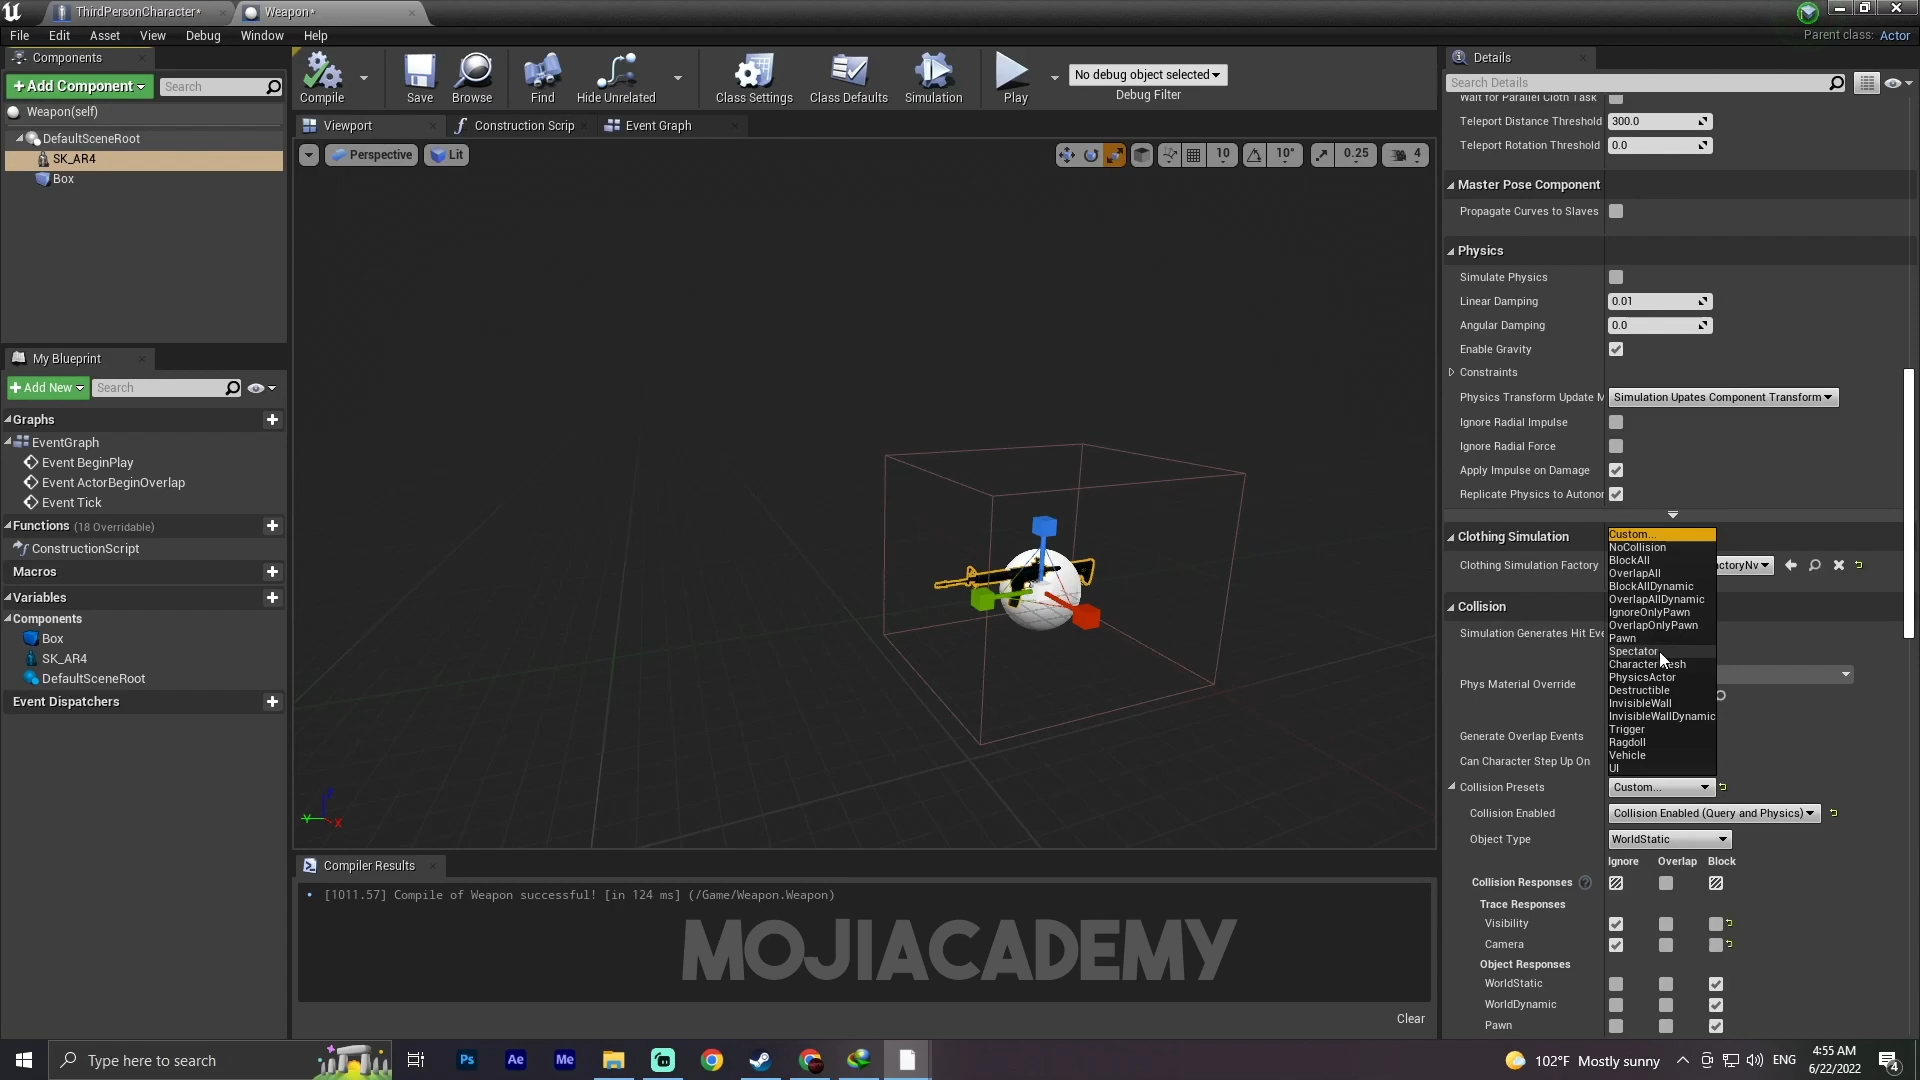 ThirdPersonCharacter*
Weapon*
File Edit Asset View Debug Window Help
Parent class: Actor
Components
+Add Component
Search
Weapon(self)
DefaultSceneRoot
SK_AR4
Box
My Blueprint
+Add New
Search
Graphs
EventGraph
Event BeginPlay
Event ActorBeginOverlap
Event Tick
Functions (18 Overridable)
ConstructionScript
Macros
Variables
Components
Box
SK_AR4
DefaultSceneRoot
Event Dispatchers
Compile
Save
Browse
Find
Hide Unrelated
Class Settings
Class Defaults
Simulation
Play
No debug object selected
Debug Filter
Viewport
Construction Scrip
Event Graph
Perspective
Lit
10
10°
0.25
4
Z
Y
X
Compiler Results
• [1011.57] Compile of Weapon successful! [in 124 ms] (/Game/Weapon.Weapon)
MOJIACADEMY
Clear
Details
Search Details
Wait for Parallel Cloth Task
Teleport Distance Threshold 300.0
Teleport Rotation Threshold 0.0
Master Pose Component
Propagate Curves to Slaves
Physics
Simulate Physics
Linear Damping 0.01
Angular Damping 0.0
Enable Gravity
Constraints
Physics Transform Update M Simulation Upates Component Transform
Ignore Radial Impulse
Ignore Radial Force
Apply Impulse on Damage
Replicate Physics to Autonor
Clothing Simulation
Clothing Simulation Factory
actoryNv
Collision
Simulation Generates Hit Eve
Phys Material Override
Generate Overlap Events
Can Character Step Up On
Custom...
NoCollision
BlockAll
OverlapAll
BlockAllDynamic
OverlapAllDynamic
IgnoreOnlyPawn
OverlapOnlyPawn
Pawn
Spectator
PhysicsActor
Destructible
InvisibleWall
InvisibleWallDynamic
Trigger
Ragdoll
Vehicle
UI
Collision Presets Custom...
Collision Enabled Collision Enabled (Query and Physics)
Object Type WorldStatic
Ignore Overlap Block
Collision Responses
Trace Responses
Visibility
Camera
Object Responses
WorldStatic
WorldDynamic
Pawn
Type here to search
Ps
Ae
Me
102°F Mostly sunny
ENG
4:55 AM
6/22/2022
4